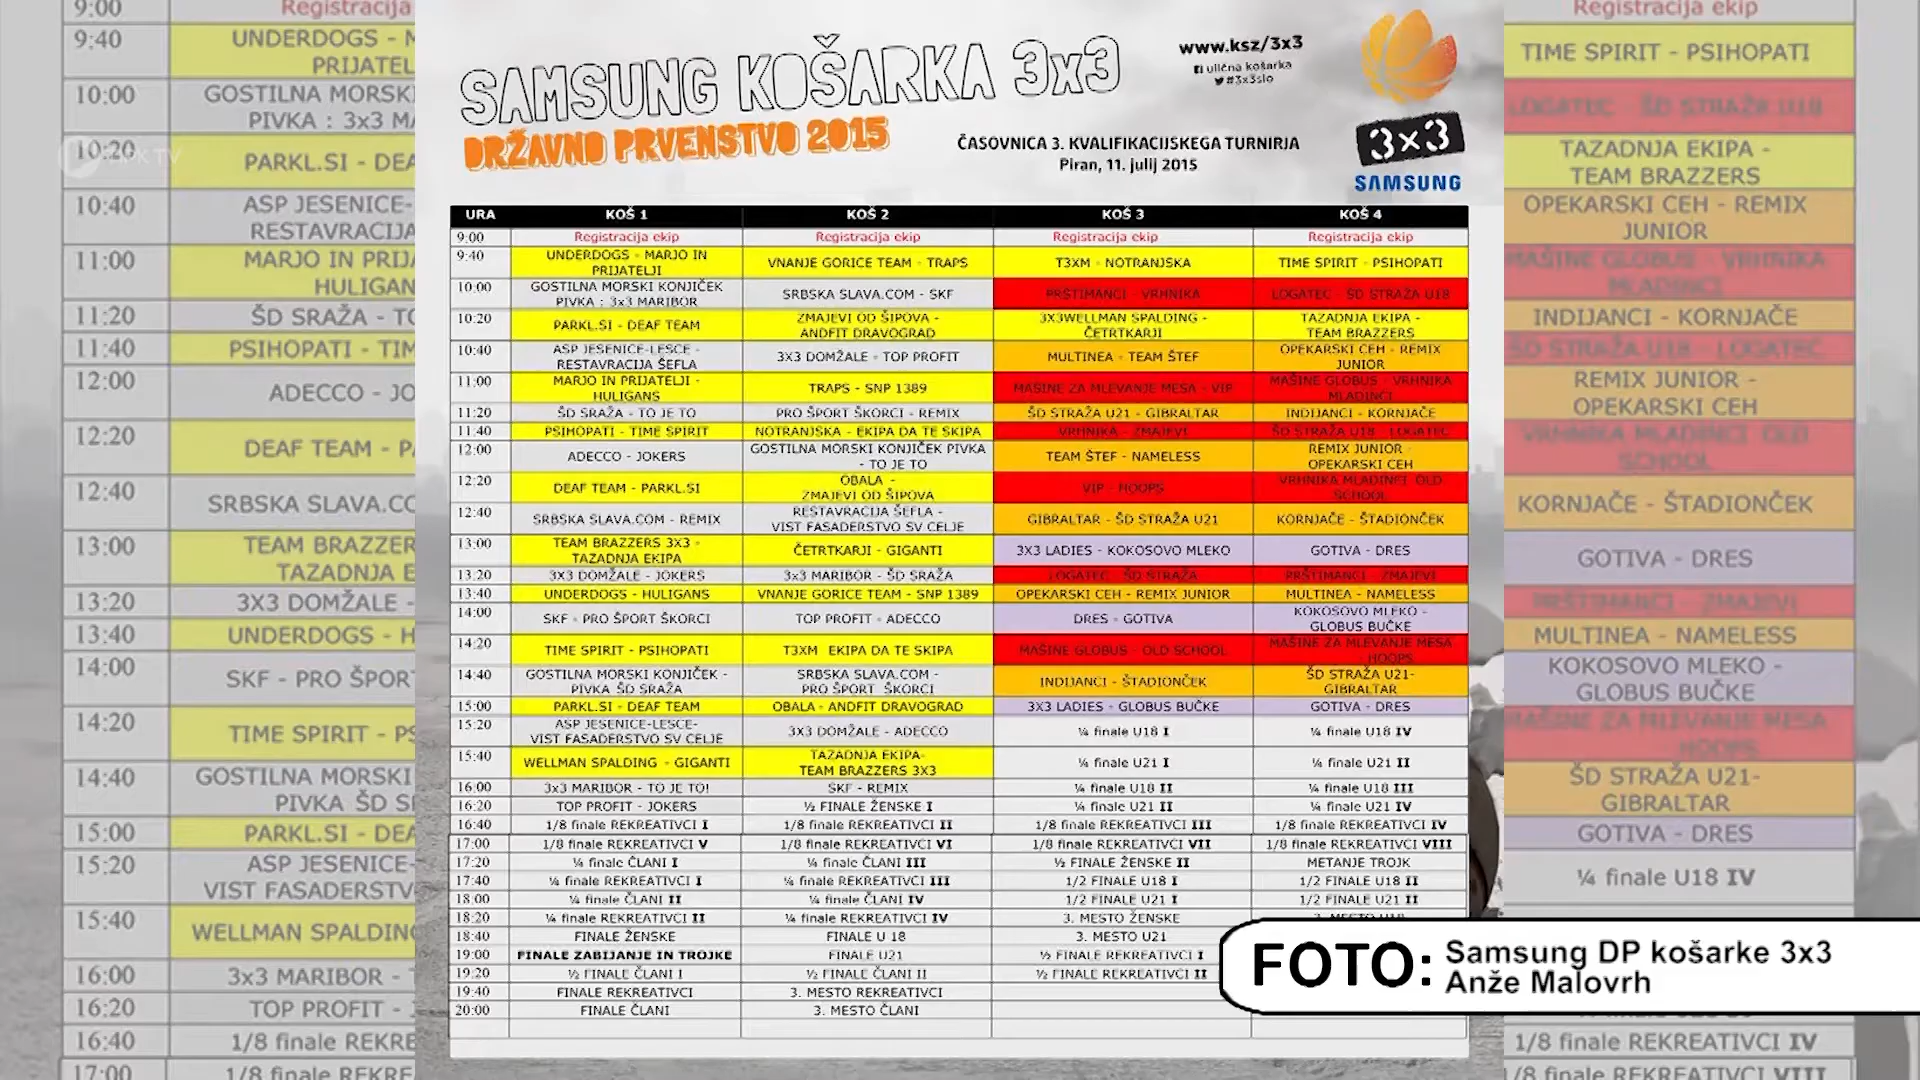 SAMSUNG KOŠARKA 3x3
DRŽAVNO PRVENSTVO 2015
www.ksz/3x3
ulična košarka
#3x3slo
ČASOVNICA 3. KVALIFIKACIJSKEGA TURNIRJA
Piran, 11. julij 2015
3x3
SAMSUNG
URA KOŠ 1 KOŠ 2 KOŠ 3 KOŠ 4
9:00 Registracija ekip Registracija ekip Registracija ekip Registracija ekip
9:40 UNDERDOGS - MARJO IN PRIJATELJI VNANJE GORICE TEAM - TRAPS T3XM - NOTRANJSKA TIME SPIRIT - PSIHOPATI
10:00 GOSTILNA MORSKI KONJIČEK PIVKA : 3x3 MARIBOR SRBSKA SLAVA.COM - SKF PRŠTIMANCI - VRHNIKA LOGATEC - ŠD STRAŽA U18
10:20 PARKL.SI - DEAF TEAM ZMAJEVI OD ŠIPOVA - ANDFIT DRAVOGRAD 3X3WELLMAN SPALDING - ČETRTKARJI TAZADNJA EKIPA - TEAM BRAZZERS
10:40 ASP JESENICE-LESCE - RESTAVRACIJA ŠEFLA 3X3 DOMŽALE - TOP PROFIT MULTINEA - TEAM ŠTEF OPEKARSKI CEH - REMIX JUNIOR
11:00 MARJO IN PRIJATELJI - HULIGANS TRAPS - SNP 1389 MAŠINE ZA MLEVANJE MESA - VIP MAŠINE GLOBUS - VRHNIKA MLADINCI
11:20 ŠD SRAŽA - TO JE TO PRO ŠPORT ŠKORCI - REMIX ŠD STRAŽA U21 - GIBRALTAR INDIJANCI - KORNJAČE
11:40 PSIHOPATI - TIME SPIRIT NOTRANJSKA - EKIPA DA TE SKIPA VRHNIKA - ZMAJEVI ŠD STRAŽA U18 - LOGATEC
12:00 ADECCO - JOKERS GOSTILNA MORSKI KONJIČEK PIVKA - TO JE TO TEAM ŠTEF - NAMELESS REMIX JUNIOR - OPEKARSKI CEH
12:20 DEAF TEAM - PARKL.SI OBALA - ZMAJEVI OD ŠIPOVA VIP - HOOPS VRHNIKA MLADINCI OLD SCHOOL
12:40 SRBSKA SLAVA.COM - REMIX RESTAVRACIJA ŠEFLA - VIST FASADERSTVO SV CELJE GIBRALTAR - ŠD STRAŽA U21 KORNJAČE - ŠTADIONČEK
13:00 TEAM BRAZZERS 3X3 - TAZADNJA EKIPA ČETRTKARJI - GIGANTI 3X3 LADIES - KOKOSOVO MLEKO GOTIVA - DRES
13:20 3X3 DOMŽALE - JOKERS 3x3 MARIBOR - ŠD SRAŽA LOGATEC - ŠD STRAŽA PRŠTIMANCI - ZMAJEVI
13:40 UNDERDOGS - HULIGANS VNANJE GORICE TEAM - SNP 1389 OPEKARSKI CEH - REMIX JUNIOR MULTINEA - NAMELESS
14:00 SKF - PRO ŠPORT ŠKORCI TOP PROFIT - ADECCO DRES - GOTIVA KOKOSOVO MLEKO - GLOBUS BUČKE
14:20 TIME SPIRIT - PSIHOPATI T3XM EKIPA DA TE SKIPA MAŠINE GLOBUS - OLD SCHOOL MAŠINE ZA MLEVANJE MESA - HOOPS
14:40 GOSTILNA MORSKI KONJIČEK - PIVKA ŠD SRAŽA SRBSKA SLAVA.COM - PRO ŠPORT ŠKORCI INDIJANCI - ŠTADIONČEK ŠD STRAŽA U21- GIBRALTAR
15:00 PARKL.SI - DEAF TEAM OBALA - ANDFIT DRAVOGRAD 3X3 LADIES - GLOBUS BUČKE GOTIVA - DRES
15:20 ASP JESENICE-LESCE- VIST FASADERSTVO SV CELJE 3X3 DOMŽALE - ADECCO ¼ finale U18 I ¼ finale U18 IV
15:40 WELLMAN SPALDING - GIGANTI TAZADNJA EKIPA- TEAM BRAZZERS 3X3 ¼ finale U21 I ¼ finale U21 II
16:00 3x3 MARIBOR - TO JE TO! SKF - REMIX ¼ finale U18 II ¼ finale U18 III
16:20 TOP PROFIT - JOKERS ½ FINALE ŽENSKE I ¼ finale U21 II ¼ finale U21 IV
16:40 1/8 finale REKREATIVCI I 1/8 finale REKREATIVCI II 1/8 finale REKREATIVCI III 1/8 finale REKREATIVCI IV
17:00 1/8 finale REKREATIVCI V 1/8 finale REKREATIVCI VI 1/8 finale REKREATIVCI VII 1/8 finale REKREATIVCI VIII
17:20 ¼ finale ČLANI I ¼ finale ČLANI III ½ FINALE ŽENSKE II METANJE TROJK
17:40 ¼ finale REKREATIVCI I ¼ finale REKREATIVCI III 1/2 FINALE U18 I 1/2 FINALE U18 II
18:00 ¼ finale ČLANI II ¼ finale ČLANI IV 1/2 FINALE U21 I 1/2 FINALE U21 II
18:20 ¼ finale REKREATIVCI II ¼ finale REKREATIVCI IV 3. MESTO ŽENSKE 3. MESTO U18
18:40 FINALE ŽENSKE FINALE U 18 3. MESTO U21
19:00 FINALE ZABIJANJE IN TROJKE FINALE U21 ½ FINALE REKREATIVCI I
19:20 ½ FINALE ČLANI I ½ FINALE ČLANI II ½ FINALE REKREATIVCI II
19:40 FINALE REKREATIVCI 3. MESTO REKREATIVCI
20:00 FINALE ČLANI 3. MESTO ČLANI
FOTO: Samsung DP košarke 3x3
Anže Malovrh